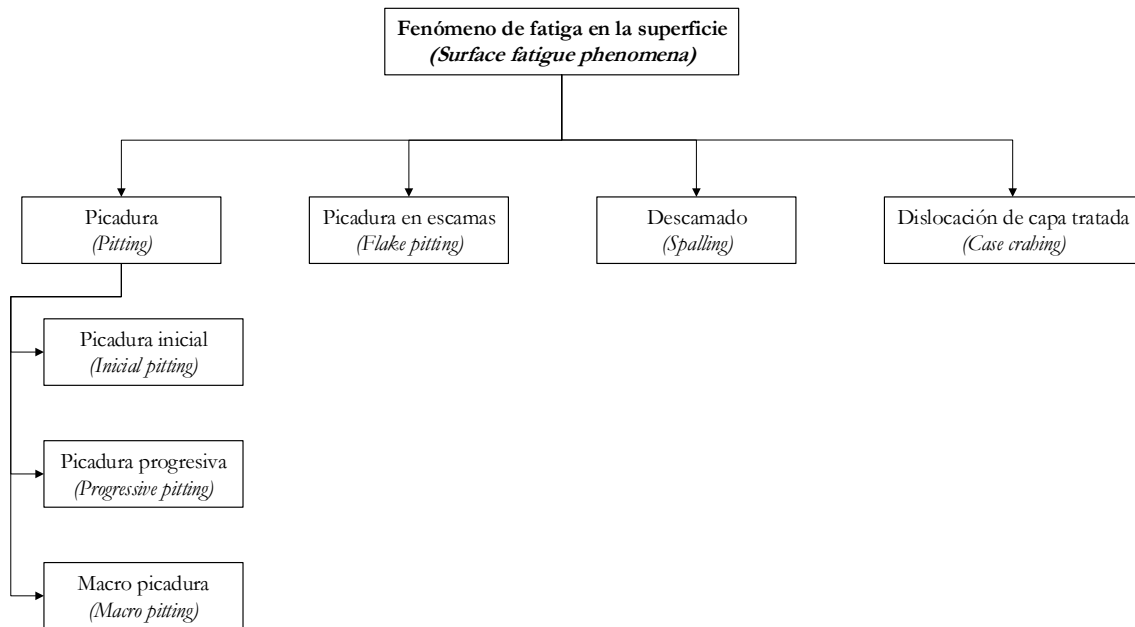 Fenómeno de fatiga en la superficie
(Surface fatigue phenomena)
Picadura
(Pitting)
Picadura en escamas
(Flake pitting)
Descamado
(Spalling)
Dislocación de capa tratada
(Case crahing)
Picadura inicial
(Inicial pitting)
Picadura progresiva
(Progressive pitting)
Macro picadura
(Macro pitting)